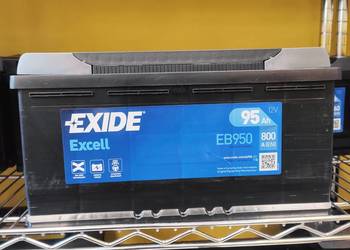 EXIDE
Excell
12V
95 Ah
EB950
800
A (EN)